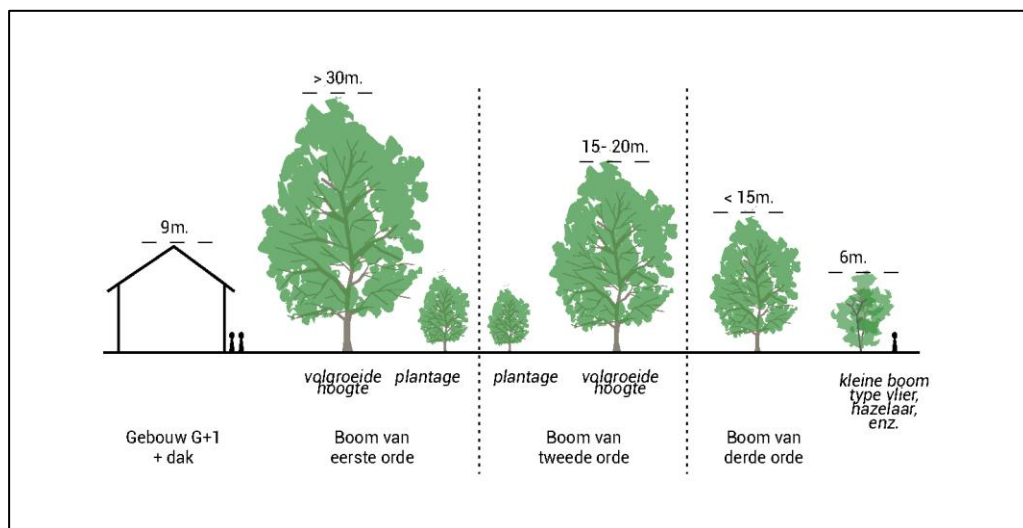 > 30m.
15- 20m.
< 15m.
9m.
6m.
volgroeide
hoogte
plantage
plantage
volgroeide
hoogte
kleine boom
type vlier,
hazelaar,
enz.
Gebouw G+1
+ dak
Boom van
eerste orde
Boom van
tweede orde
Boom van
derde orde